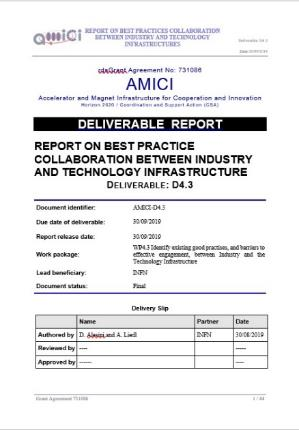 amici
REPORT ON BEST PRACTICES COLLABORATION
BETWEEN INDUSTRY AND TECHNOLOGY
INFRASTRUCTURES
Deliverable: D4.3
Date: 30/09/2019
cdsGrant Agreement No: 731086
AMICI
Accelerator and Magnet Infrastructure for Cooperation and Innovation
Horizon 2020 / Coordination and Support Action (CSA)
DELIVERABLE REPORT
REPORT ON BEST PRACTICE
COLLABORATION BETWEEN INDUSTRY
AND TECHNOLOGY INFRASTRUCTURE
DELIVERABLE: D4.3
Document identifier: AMICI-D4.3
Due date of deliverable: 30/09/2019
Report release date: 30/09/2019
Work package: WP4.3 Identify existing good practices, and barriers to
effective engagement, between Industry and the
Technology Infrastructure
Lead beneficiary: INFN
Document status: Final
Delivery Slip
Name Partner Date
Authored by D. Alesini and A. Liedl INFN 30/08/2019
Reviewed by ---- -----
Approved by ------ ----
Grant Agreement 731086 1 / 44